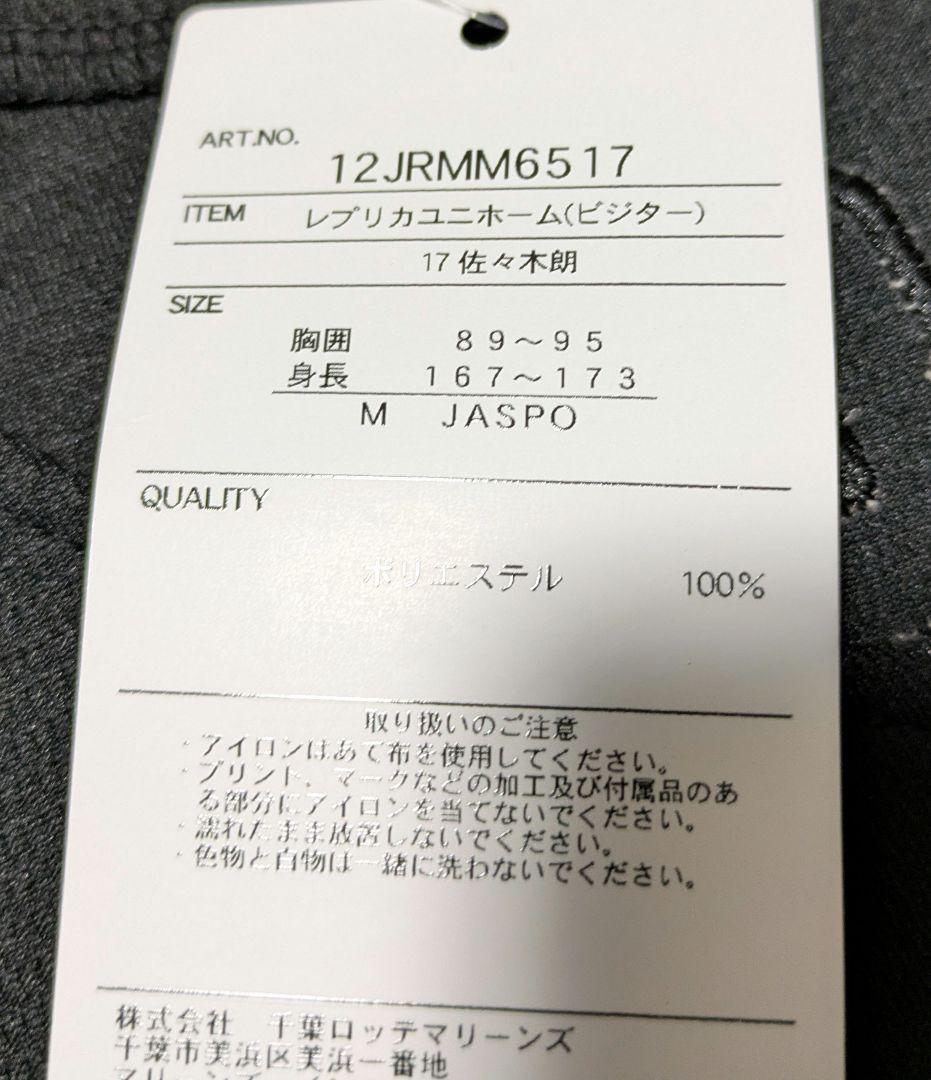 ART.NO.
12JRMM6517
ITEM レプリカユニホーム(ビジター)
17 佐々木朗
SIZE
胸囲 89～95
身長 167～173
M JASPO
QUALITY
ポリエステル 100%
取り扱いのご注意
・アイロンはあて布を使用してください。
・プリント、マークなどの加工及び付属品のあ
る部分にアイロンを当てないでください。
・濡れたまま放置しないでください。
・色物と白物は一緒に洗わないでください。
株式会社 千葉ロッテマリーンズ
千葉市美浜区美浜一番地